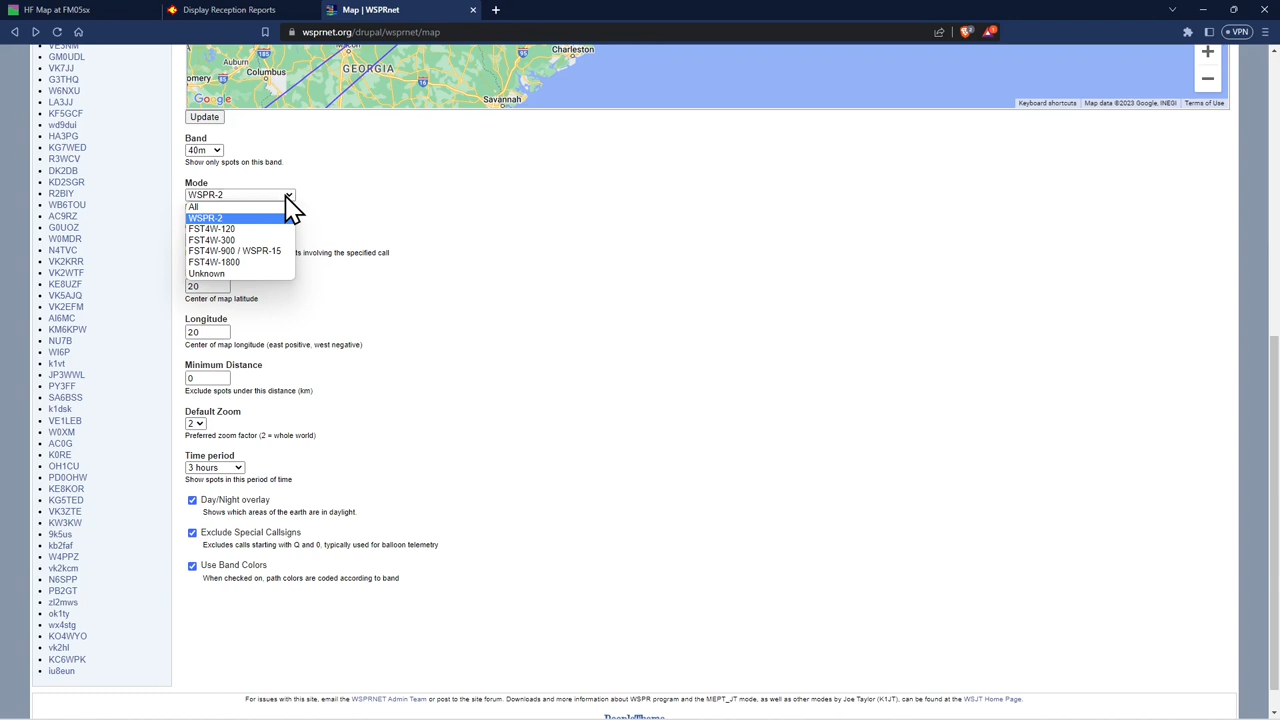 HF Map at FM05sx
Display Reception Reports
Map | WSPRnet
wsprnet.org/drupal/wsprnet/map
2
VPN
VE3NM
GM0UDL
VK7JJ
G3THQ
W6NXU
LA3JJ
KF5GCF
wd9dui
HA3PG
KG7WED
R3WCV
DK2DB
KD2SGR
R2BIY
WB6TOU
AC9RZ
G0UOZ
W0MDR
N4TVC
VK2KRR
VK2WTF
KE8UZF
VK5AJQ
VK2EFM
AI6MC
KM6KPW
NU7B
WI6P
k1vt
JP3WWL
PY3FF
SA6BSS
k1dsk
VE1LEB
W0XM
AC0G
K0RE
OH1CU
PD0OHW
KE8KOR
KG5TED
VK3ZTE
KW3KW
9k5us
kb2faf
W4PPZ
vk2kcm
N6SPP
PB2GT
zl2mws
ok1ty
wx4stg
KO4WYO
vk2hl
KC6WPK
iu8eun
Auburn
Columbus
GEORGIA
Charleston
Savannah
185
95
16
Google
Keyboard shortcuts
Map data ©2023 Google, INEGI
Terms of Use
Update
Band
40m
Show only spots on this band.
Mode
WSPR-2
All
WSPR-2
FST4W-120
FST4W-300
FST4W-900 / WSPR-15
FST4W-1800
Unknown
ts involving the specified call
20
Center of map latitude
Longitude
20
Center of map longitude (east positive, west negative)
Minimum Distance
0
Exclude spots under this distance (km)
Default Zoom
2
Preferred zoom factor (2 = whole world)
Time period
3 hours
Show spots in this period of time
Day/Night overlay
Shows which areas of the earth are in daylight.
Exclude Special Callsigns
Excludes calls starting with Q and 0, typically used for balloon telemetry
Use Band Colors
When checked on, path colors are coded according to band
For issues with this site, email the WSPRNET Admin Team or post to the site forum. Downloads and more information about WSPR program and the MEPT_JT mode, as well as other modes by Joe Taylor (K1JT), can be found at the WSJT Home Page.
PeopleTheme